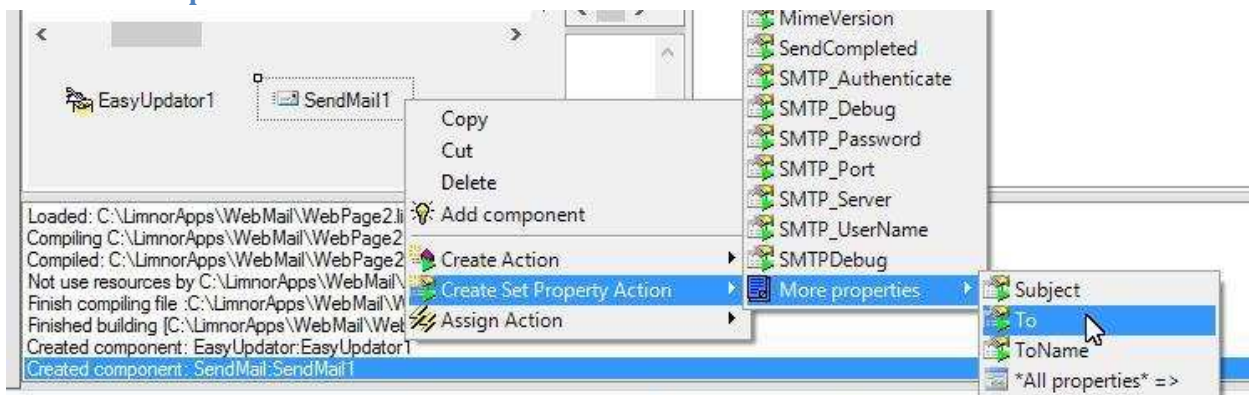 EasyUpdator1
SendMail1
Loaded: C:\LimnorApps\WebMail\WebPage2.li
Compiling C:\LimnorApps\WebMail\WebPage2
Compiled: C:\LimnorApps\WebMail\WebPage2
Not use resources by C:\LimnorApps\WebMail\
Finish compiling file :C:\LimnorApps\WebMail\W
Finished building [C:\LimnorApps\WebMail\Web
Created component: EasyUpdator:EasyUpdator1
Created component: SendMail:SendMail1
Copy
Cut
Delete
Add component
Create Action
Create Set Property Action
Assign Action
MimeVersion
SendCompleted
SMTP_Authenticate
SMTP_Debug
SMTP_Password
SMTP_Port
SMTP_Server
SMTP_UserName
SMTPDebug
More properties
Subject
To
ToName
*All properties* =>